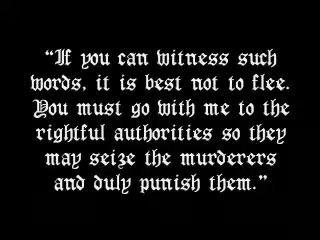 “If you can witness such
words, it is best not to flee.
You must go with me to the
rightful authorities so they
may seize the murderers
and duly punish them.”